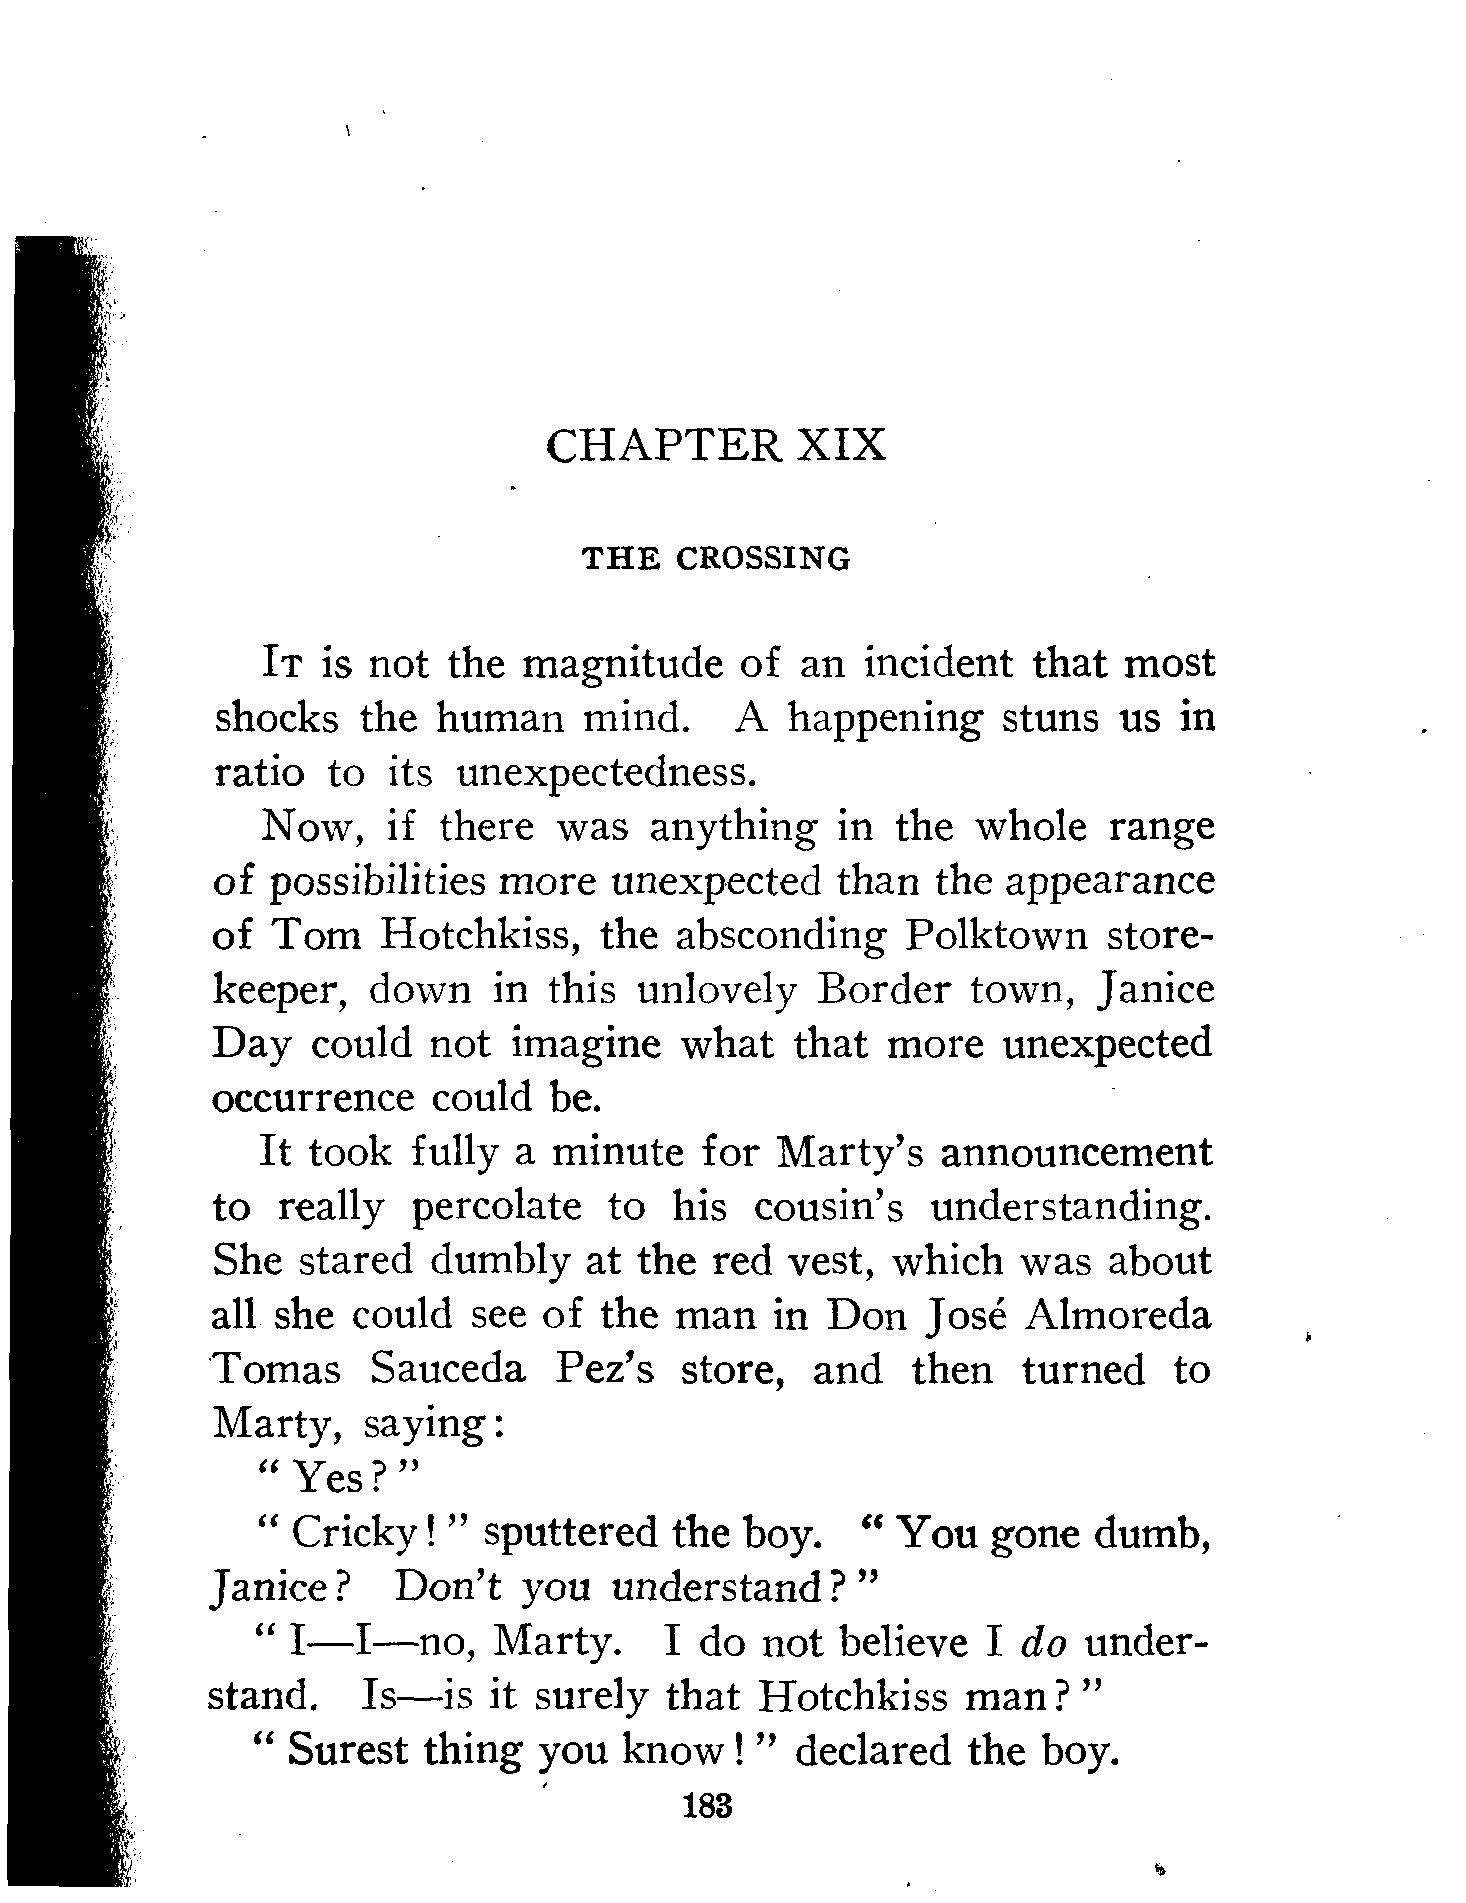 CHAPTER XIX
THE CROSSING
It is not the magnitude of an incident that most
shocks the human mind. A happening stuns us in
ratio to its unexpectedness.
Now, if there was anything in the whole range
of possibilities more unexpected than the appearance
of Tom Hotchkiss, the absconding Polktown store-
keeper, down in this unlovely Border town, Janice
Day could not imagine what that more unexpected
occurrence could be.
It took fully a minute for Marty's announcement
to really percolate to his cousin's understanding.
She stared dumbly at the red vest, which was about
all she could see of the man in Don José Almoreda
Tomas Sauceda Pez's store, and then turned to
Marty, saying:
" Yes? "
" Cricky! " sputtered the boy. " You gone dumb,
Janice? Don't you understand? "
" I—I—no, Marty. I do not believe I do under-
stand. Is—is it surely that Hotchkiss man? "
" Surest thing you know! " declared the boy.
183